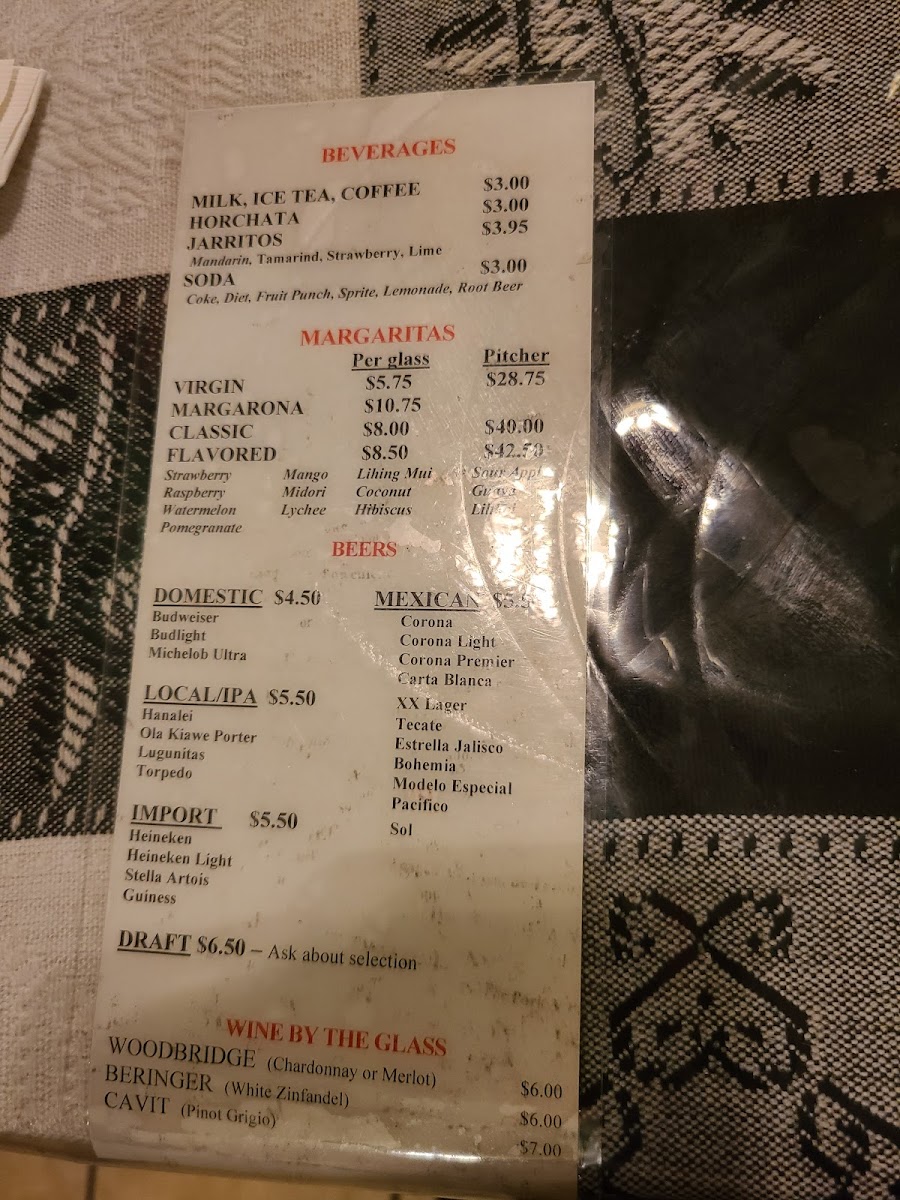 BEVERAGES
MILK, ICE TEA, COFFEE $3.00
HORCHATA $3.00
JARRITOS $3.95
Mandarin, Tamarind, Strawberry, Lime
SODA $3.00
Coke, Diet, Fruit Punch, Sprite, Lemonade, Root Beer
MARGARITAS
Per glass Pitcher
VIRGIN $5.75 $28.75
MARGARONA $10.75
CLASSIC $8.00 $40.00
FLAVORED $8.50 $42.50
Strawberry Mango Lihing Mui Sour
Raspberry Midori Coconut Guava
Watermelon Lychee Hibiscus
Pomegranate
BEERS
DOMESTIC $4.50
Budweiser
Budlight
Michelob Ultra
LOCAL/IPA $5.50
Hanalei
Ola Kiawe Porter
Lugunitas
Torpedo
IMPORT $5.50
Heineken
Heineken Light
Stella Artois
Guiness
MEXICAN
Corona
Corona Light
Corona Premier
Carta Blanca
XX Lager
Tecate
Estrella Jalisco
Bohemia
Modelo Especial
Pacifico
Sol
DRAFT $6.50 – Ask about selection
WINE BY THE GLASS
WOODBRIDGE (Chardonnay or Merlot) $6.00
BERINGER (White Zinfandel) $6.00
CAVIT (Pinot Grigio) $7.00